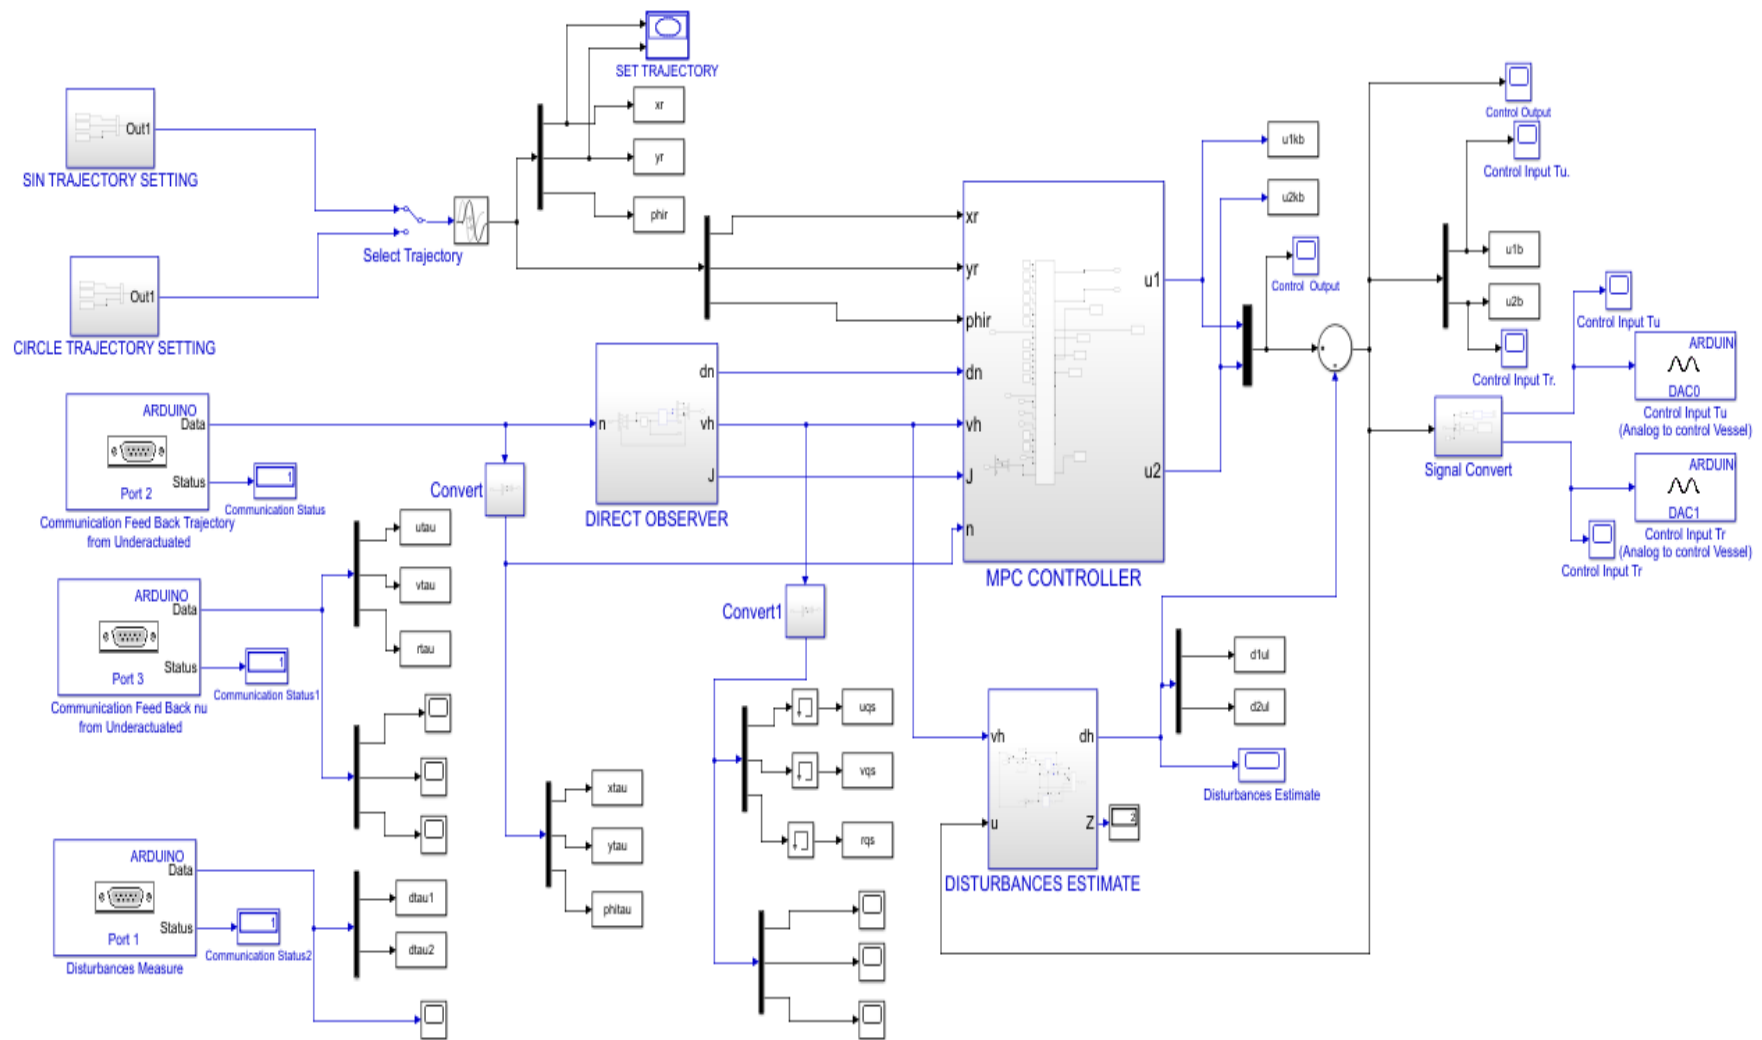 SET TRAJECTORY
Out1
SIN TRAJECTORY SETTING
xr
yr
phir
Select Trajectory
Out1
CIRCLE TRAJECTORY SETTING
xr
yr
phir
dn
vh
J
n
u1
u2
MPC CONTROLLER
n
dn
vh
J
DIRECT OBSERVER
u1kb
u2kb
Control Output
Control Output
Control Input Tu.
u1b
u2b
Control Input Tr.
Control Input Tu
ARDUIN
DAC0
Control Input Tu
(Analog to control Vessel)
Signal Convert
ARDUIN
DAC1
Control Input Tr
(Analog to control Vessel)
Control Input Tr
ARDUINO
Data
Port 2
Status
1
Communication Status
Communication Feed Back Trajectory
from Underactuated
Convert
utau
vtau
rtau
ARDUINO
Data
Port 3
Status
1
Communication Status1
Communication Feed Back nu
from Underactuated
Convert1
uqs
vqs
rqs
xtau
ytau
phitau
ARDUINO
Data
Port 1
Status
1
Communication Status2
Disturbances Measure
dtau1
dtau2
vh
u
dh
Z
2
DISTURBANCES ESTIMATE
d1ul
d2ul
Disturbances Estimate